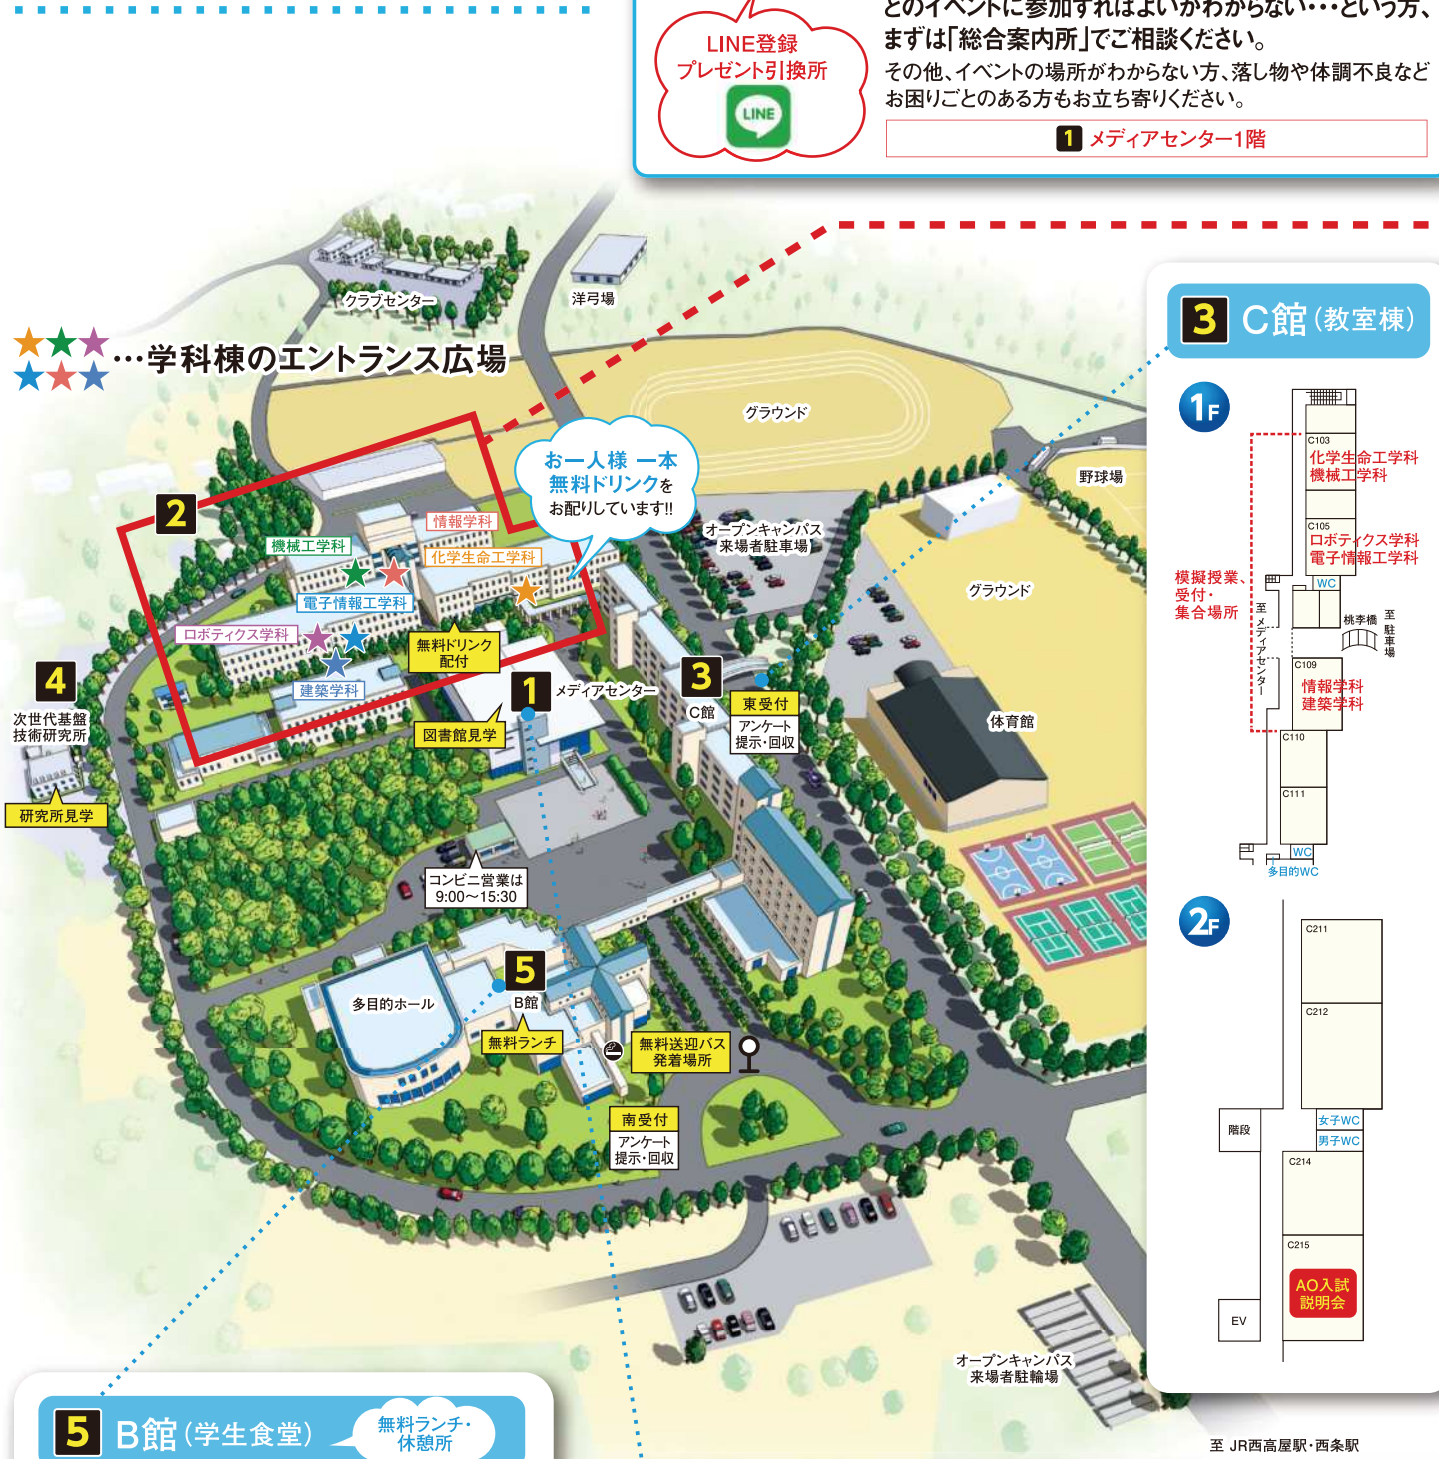 どのイベントに参加すればよいかわからない・・・という方、
まずは「総合案内所」でご相談ください。
その他、イベントの場所がわからない方、落し物や体調不良など
お困りごとのある方もお立ち寄りください。
1 メディアセンター1階
LINE登録
プレゼント引換所
LINE
クラブセンター
洋弓場
…学科棟のエントランス広場
グラウンド
お一人様 一本
無料ドリンクを
お配りしています!!
野球場
2
情報学科
機械工学科
化学生命工学科
オープンキャンパス
来場者駐車場
グラウンド
電子情報工学科
ロボティクス学科
無料ドリンク
配付
建築学科
4
次世代基盤
技術研究所
研究所見学
1
メディアセンター
図書館見学
3
C館
東受付
アンケート
提示・回収
体育館
コンビニ営業は
9:00〜15:30
多目的ホール
5
B館
無料ランチ
無料送迎バス
発着場所
南受付
アンケート
提示・回収
オープンキャンパス
来場者駐輪場
至 JR西高屋駅・西条駅
3 C館(教室棟)
1F
C103
化学生命工学科
機械工学科
C105
ロボティクス学科
電子情報工学科
WC
模擬授業、
受付・
集合場所
至メディアセンター
桃李橋
至駐車場
C109
情報学科
建築学科
C110
C111
WC
多目的WC
2F
C211
C212
女子WC
男子WC
階段
C214
C215
AO入試
説明会
EV
5 B館(学生食堂)
無料ランチ・
休憩所